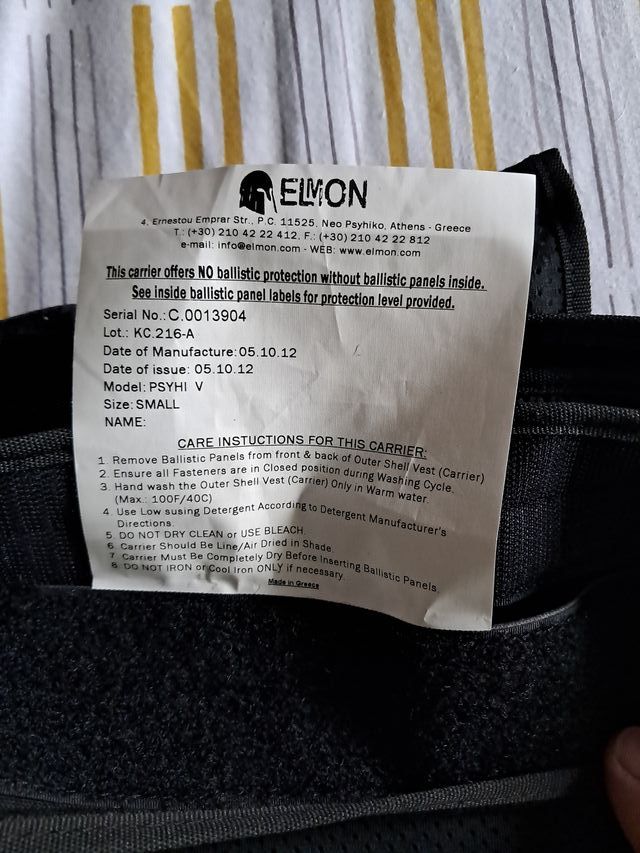 ELMON
4, Ernestou Emprar Str., P.C. 11525, Neo Psyhiko, Athens - Greece
T.: (+30) 210 42 22 412, F.: (+30) 210 42 22 812
e-mail: info@elmon.com - WEB: www.elmon.com
This carrier offers NO ballistic protection without ballistic panels inside.
See inside ballistic panel labels for protection level provided.
Serial No.: C.0013904
Lot.: KC.216-A
Date of Manufacture: 05.10.12
Date of issue: 05.10.12
Model: PSYHI V
Size: SMALL
NAME:
CARE INSTUCTIONS FOR THIS CARRIER:
1. Remove Ballistic Panels from front & back of Outer Shell Vest (Carrier)
2. Ensure all Fasteners are in Closed position during Washing Cycle.
3. Hand wash the Outer Shell Vest (Carrier) Only in Warm water.
(Max.: 100F/40C)
4. Use Low susing Detergent According to Detergent Manufacturer's
Directions.
5. DO NOT DRY CLEAN or USE BLEACH.
6. Carrier Should Be Line/Air Dried in Shade.
7. Carrier Must Be Completely Dry Before Inserting Ballistic Panels.
8. DO NOT IRON or Cool Iron ONLY if necessary.
Made in Greece